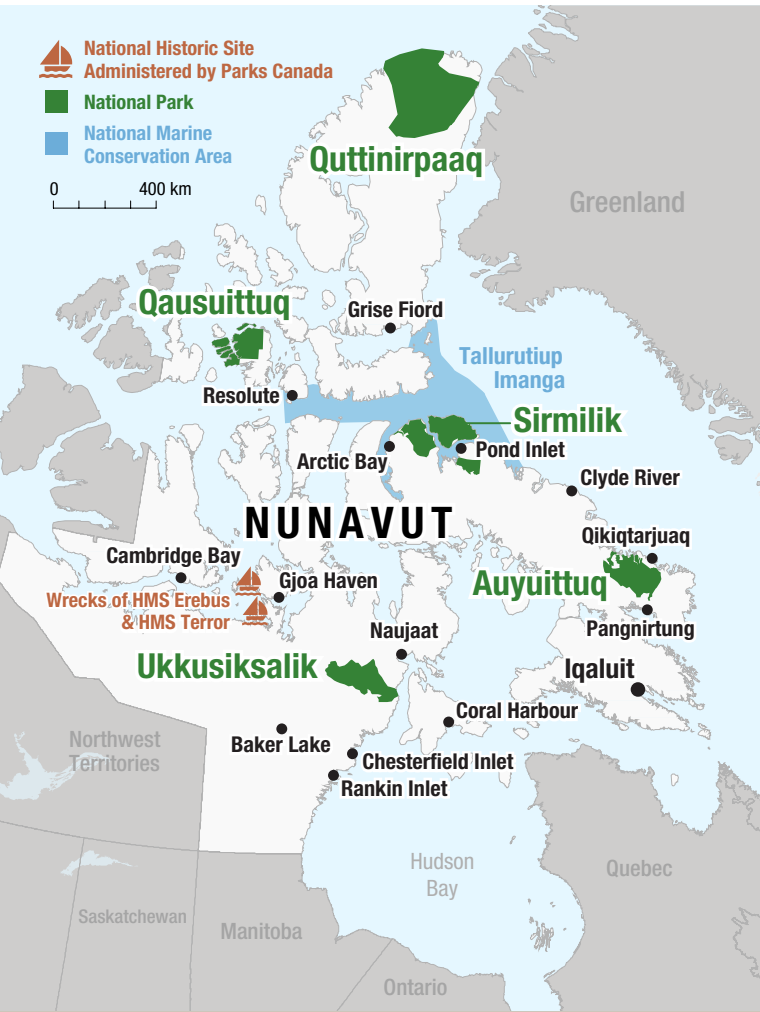 National Historic Site
Administered by Parks Canada
National Park
National Marine
Conservation Area
0 400 km
Quttinirpaaq
Greenland
Qausuittuq
Grise Fiord
Tallurutiup
Imanga
Resolute
Sirmilik
Pond Inlet
Arctic Bay
Clyde River
NUNAVUT
Qikiqtarjuaq
Cambridge Bay
Gjoa Haven
Auyuittuq
Wrecks of HMS Erebus
& HMS Terror
Pangnirtung
Naujaat
Ukkusiksalik
Iqaluit
Coral Harbour
Northwest
Territories
Baker Lake
Chesterfield Inlet
Rankin Inlet
Hudson
Bay
Quebec
Saskatchewan
Manitoba
Ontario